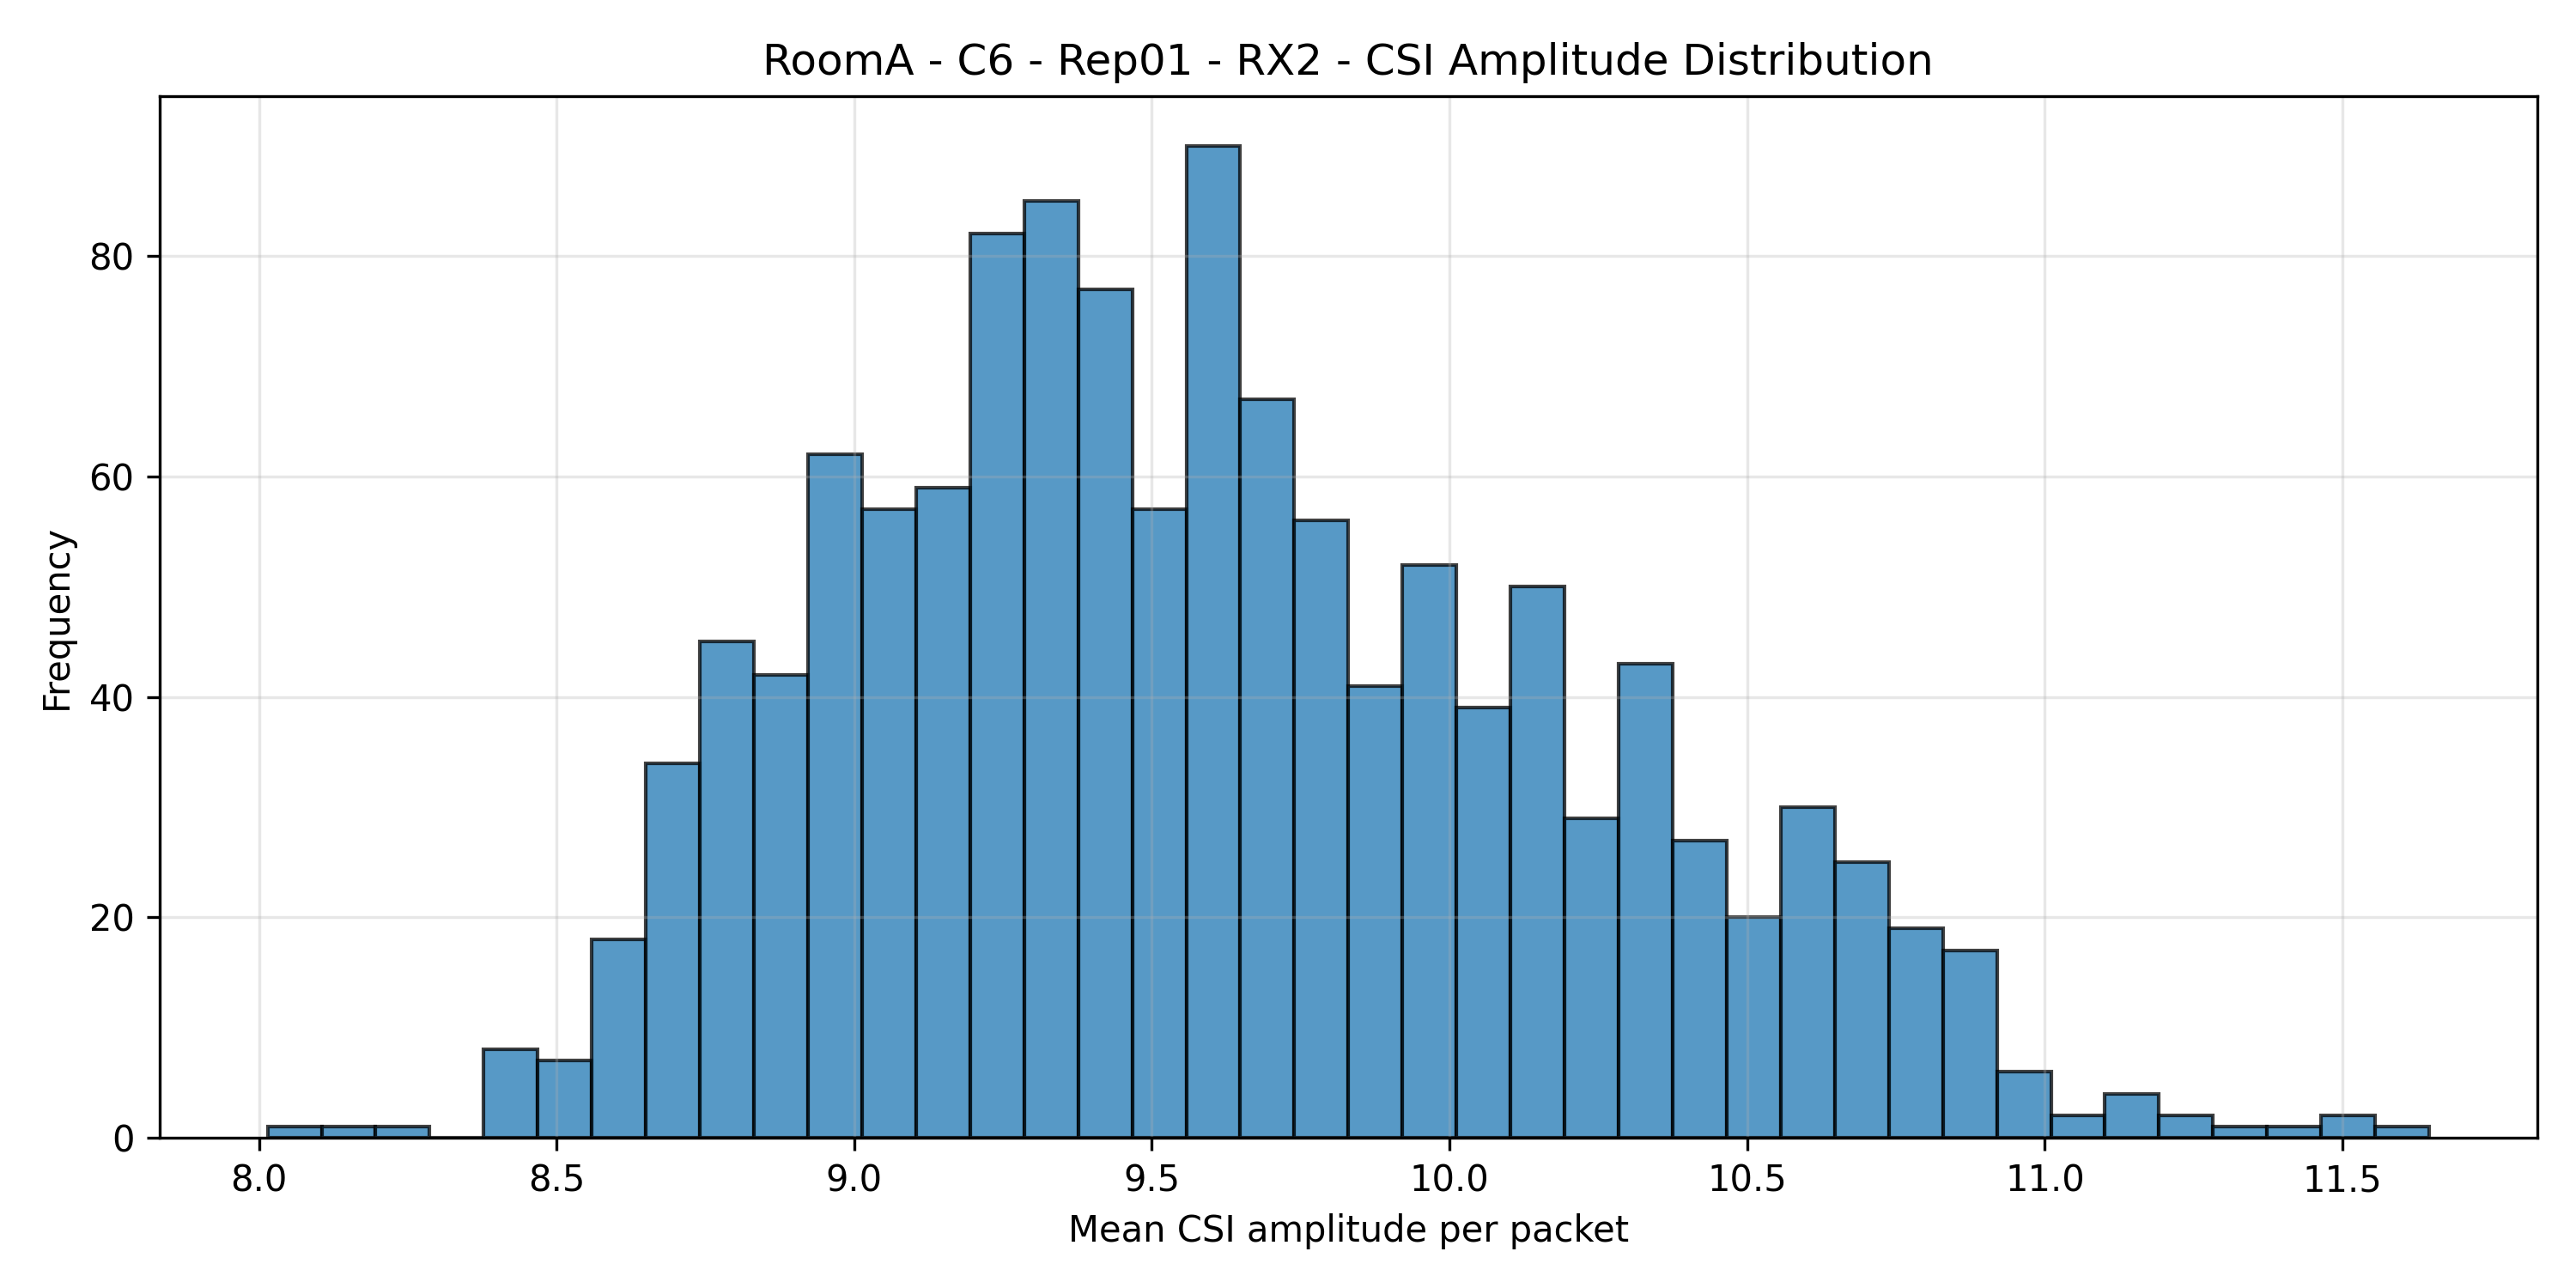 RoomA - C6 - Rep01 - RX2 - CSI Amplitude Distribution
Frequency
80
60
40
20
0
8.0 8.5 9.0 9.5 10.0 10.5 11.0 11.5
Mean CSI amplitude per packet